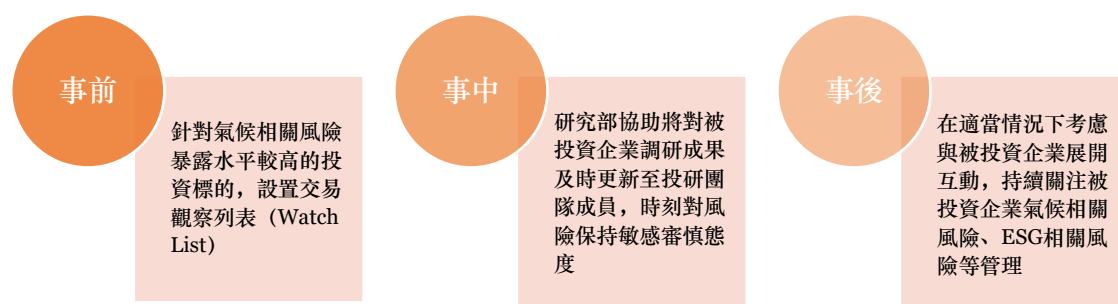 事前
針對氣候相關風險
暴露水平較高的投
資標的，設置交易
觀察列表（Watch
List）
事中
研究部協助將對被
投資企業調研成果
及時更新至投研團
隊成員，時刻對風
險保持敏感審慎態
度
事後
在適當情況下考慮
與被投資企業展開
互動，持續關注被
投資企業氣候相關
風險、ESG相關風
險等管理